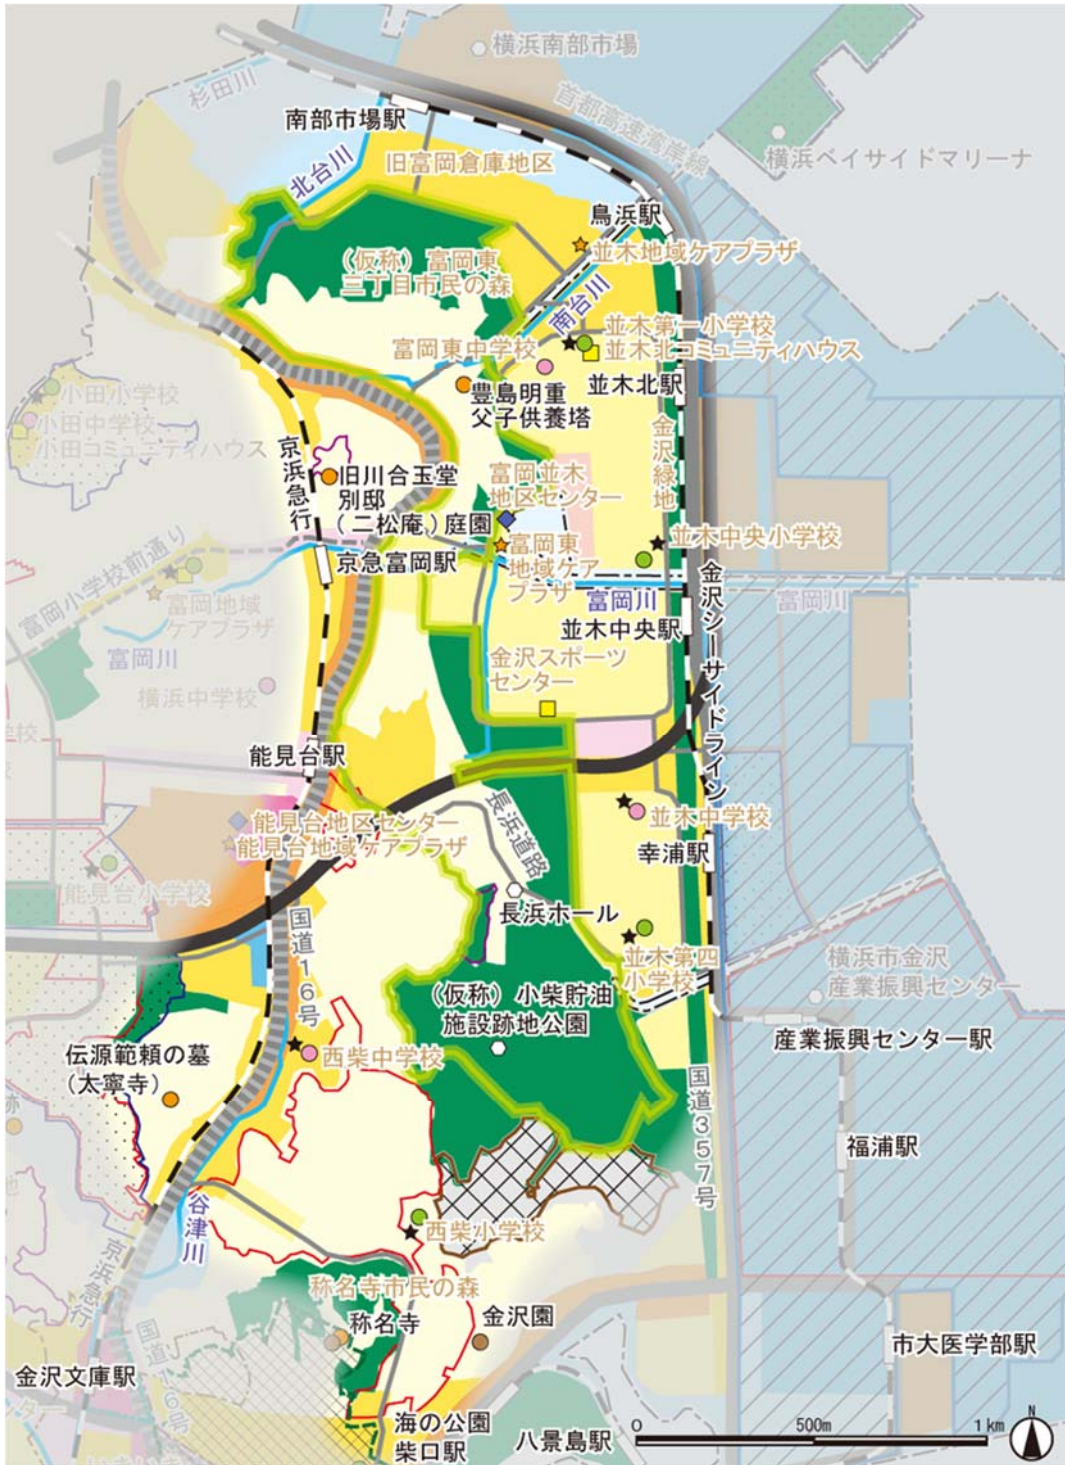 横浜南部市場
杉田川
首都高速湾岸線
南部市場駅
北台川
旧富岡倉庫地区
横浜ベイサイドマリーナ
鳥浜駅
並木地域ケアプラザ
（仮称）富岡東
三丁目市民の森
南台川
並木第一小学校
並木北コミュニティハウス
富岡東中学校
並木北駅
豊島明重
父子供養塔
小田小学校
小田中学校
小田コミュニティハウス
京浜急行
金沢緑地
旧川合玉堂
別邸
（二松庵）庭園
富岡並木
地区センター
並木中央小学校
京急富岡駅
富岡東
地域ケア
プラザ
富岡小学校前通り
富岡地域
ケアプラザ
富岡川
富岡川
富岡川
並木中央駅
金沢シーサイドライン
横浜中学校
金沢スポーツ
センター
学校
能見台駅
長浜道路
並木中学校
能見台地区センター
能見台地域ケアプラザ
幸浦駅
能見台小学校
長浜ホール
国道16号
並木第四
小学校
横浜市金沢
産業振興センター
（仮称）小柴貯油
施設跡地公園
産業振興センター駅
伝源範頼の墓
（太寧寺）
西柴中学校
国道357号
跡
福浦駅
谷津川
西柴小学校
京浜急行
称名寺市民の森
称名寺
金沢園
国道16号
市大医学部駅
金沢文庫駅
ンター
海の公園
柴口駅
八景島駅
0 500m 1km
N